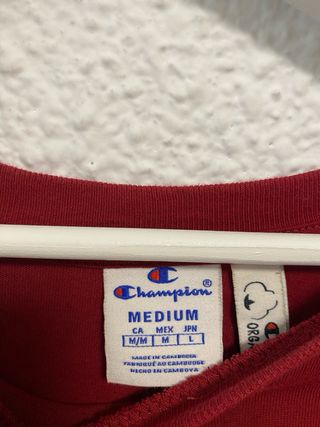 Champion®
MEDIUM
CA MEX JPN
M/M M L
MADE IN CAMBODIA
FABRIQUÉ AU CAMBODGE
HECHO EN CAMBOYA